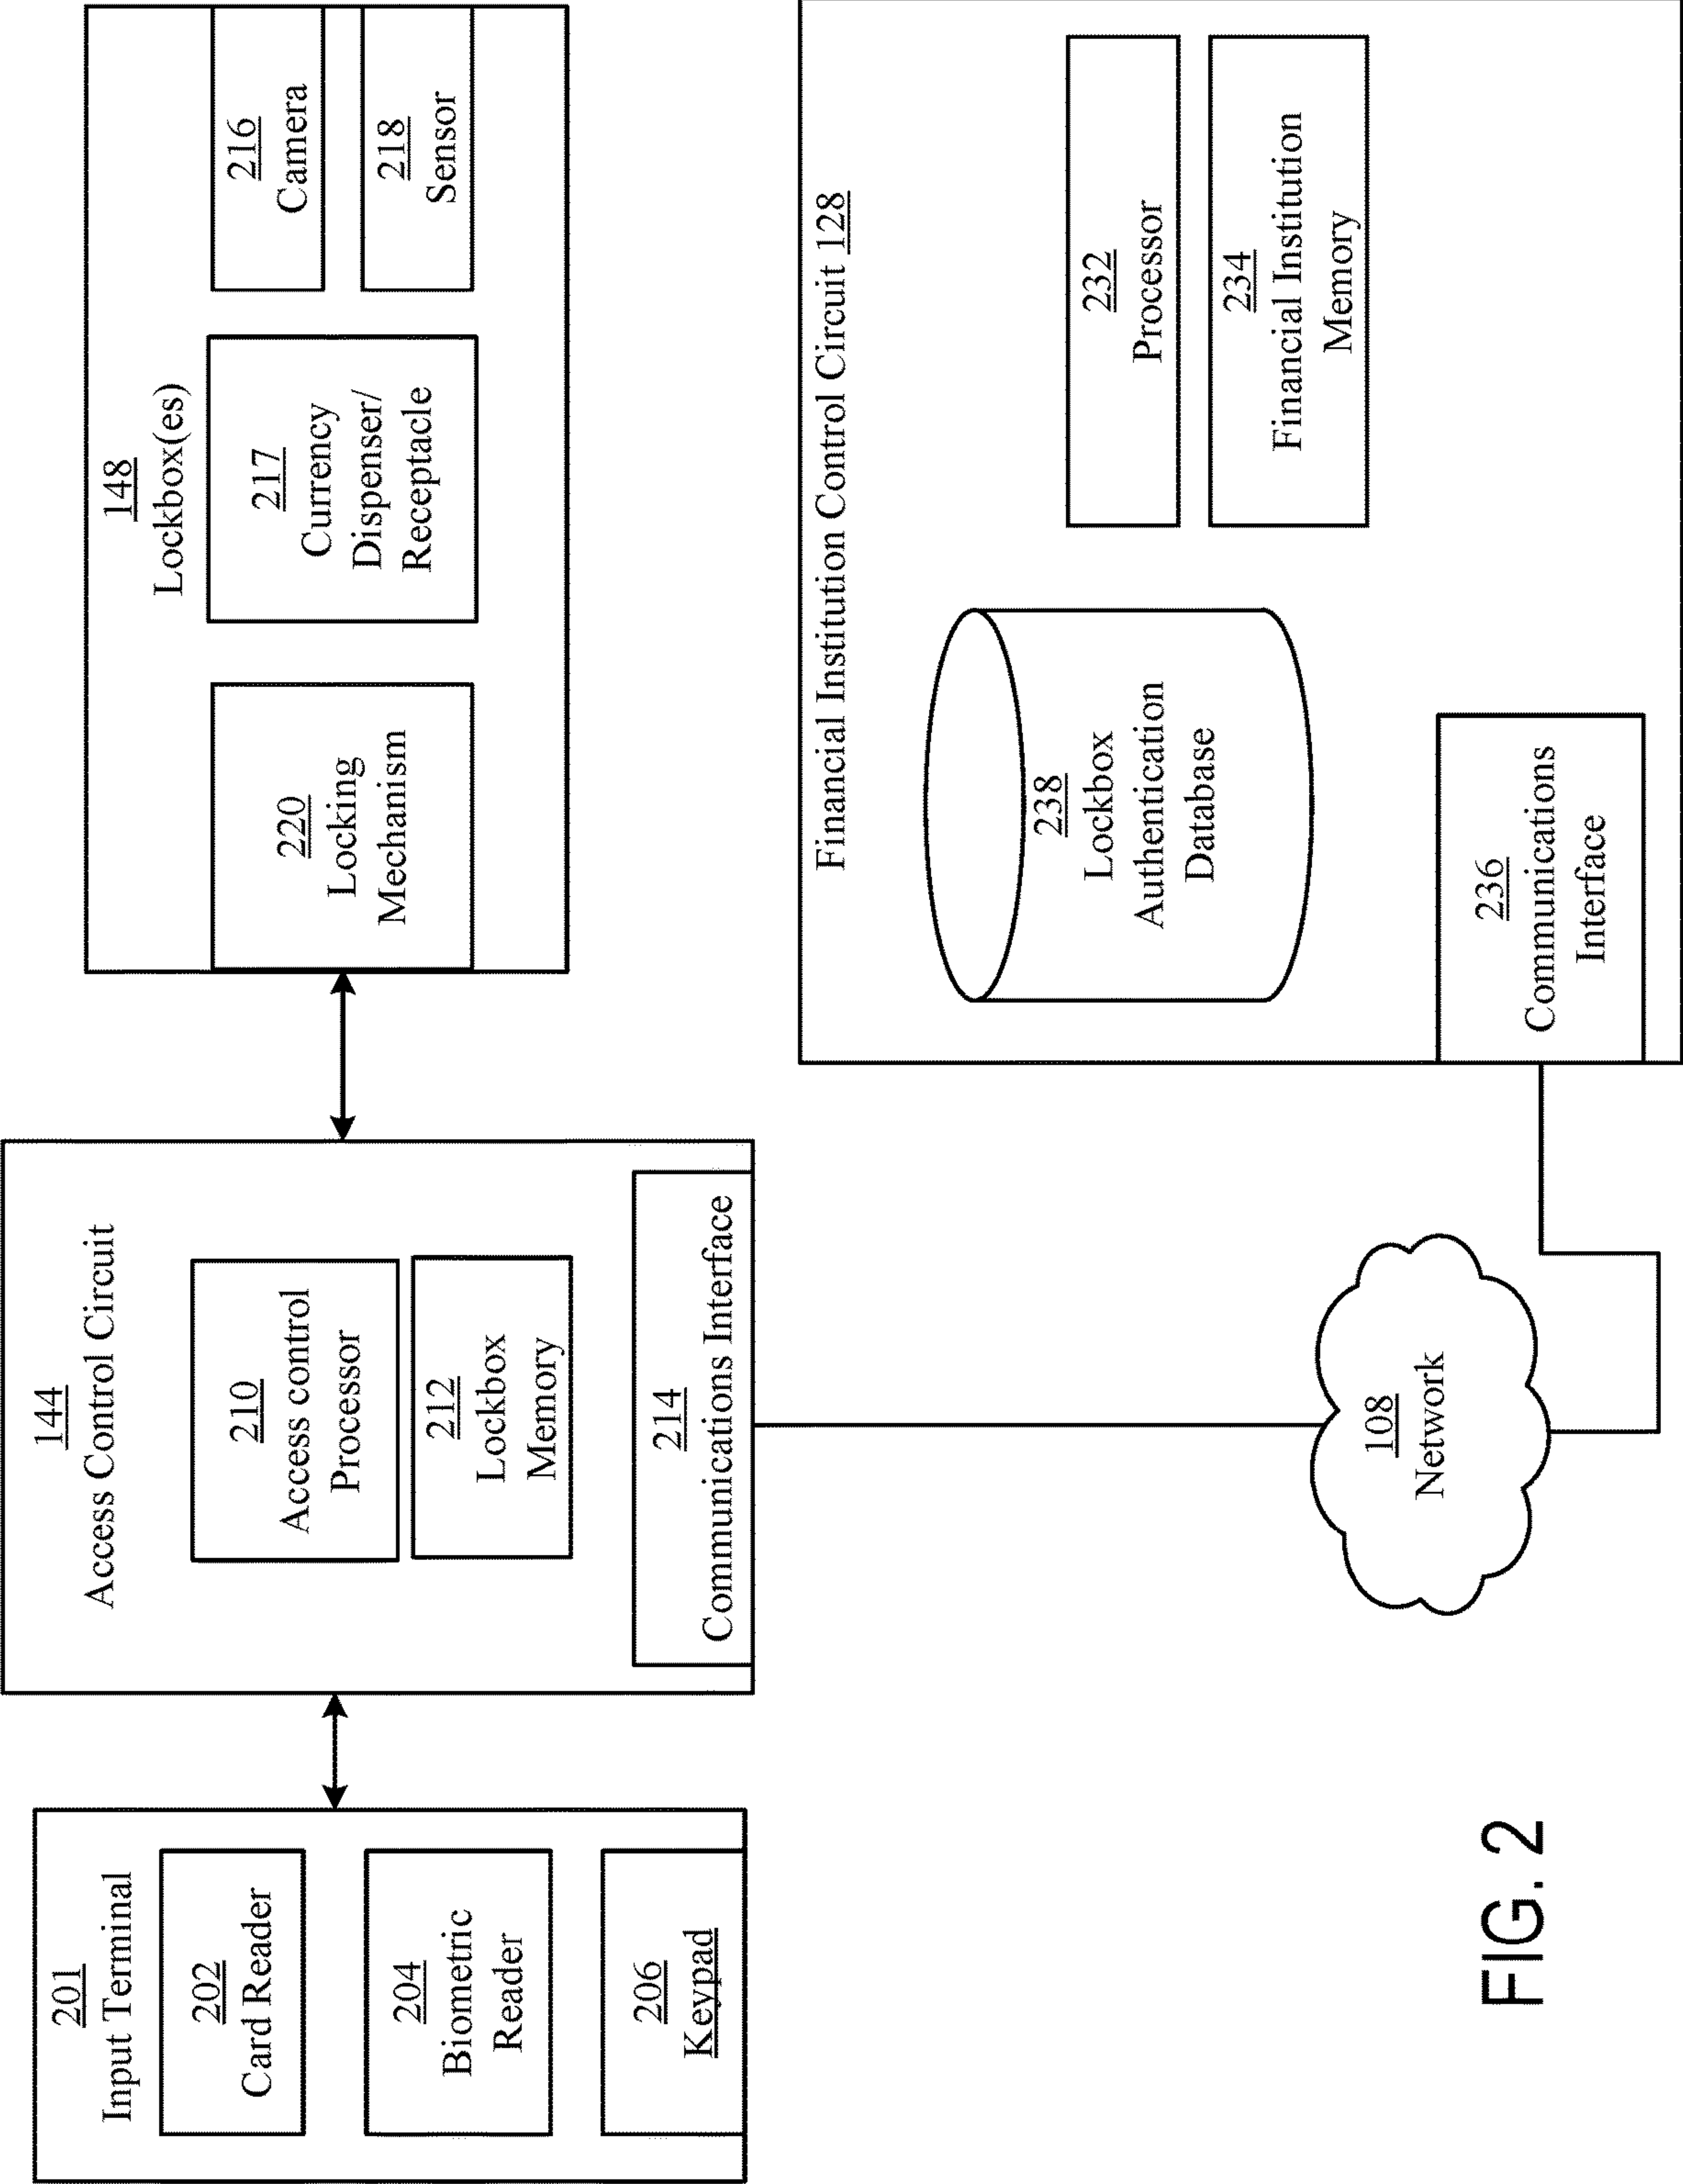 201
Input Terminal
202
Card Reader
204
Biometric
Reader
206
Keypad
144
Access Control Circuit
210
Access control
Processor
212
Lockbox
Memory
214
Communications Interface
148
Lockbox(es)
220
Locking
Mechanism
217
Currency
Dispenser/
Receptacle
216
Camera
218
Sensor
108
Network
Financial Institution Control Circuit 128
238
Lockbox
Authentication
Database
232
Processor
234
Financial Institution
Memory
236
Communications
Interface
FIG. 2